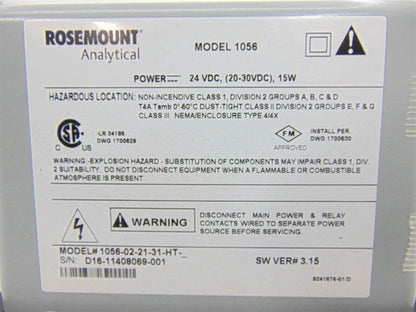 ROSEMOUNT®
Analytical
MODEL 1056
POWER 24 VDC, (20-30VDC), 15W
HAZARDOUS LOCATION: NON-INCENDIVE CLASS 1, DIVISION 2 GROUPS A, B, C & D
T4A Tamb 0°-50°C DUST-TIGHT CLASS II DIVISION 2 GROUPS E, F & G
CLASS III NEMA/ENCLOSURE TYPE 4/4X
-LR 34186
DWG 1700629
C US
FM
APPROVED
INSTALL PER
DWG 1700630
WARNING: -EXPLOSION HAZARD - SUBSTITUTION OF COMPONENTS MAY IMPAIR CLASS 1, DIV.
2 SUITABILITY. DO NOT DISCONNECT EQUIPMENT WHEN A FLAMMABLE OR COMBUSTIBLE
ATMOSPHERE IS PRESENT.
WARNING
DISCONNECT MAIN POWER & RELAY
CONTACTS WIRED TO SEPARATE POWER
SOURCE BEFORE SERVICING.
MODEL# 1056-02-21-31-HT-_
S/N: D16-11408069-001
SW VER# 3.15
9241676-01/D